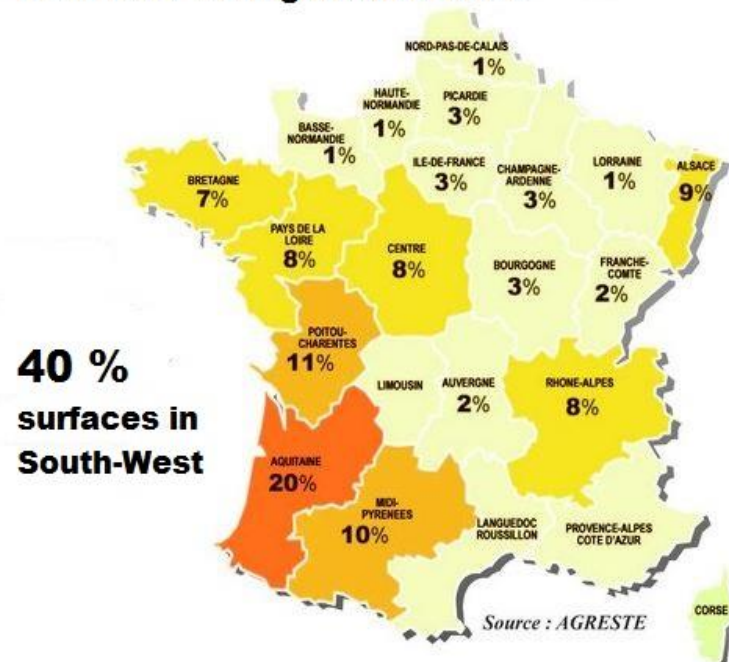 NORD-PAS-DE-CALAIS
1%
HAUTE-
NORMANDIE
1%
PICARDIE
3%
BASSE-
NORMANDIE
1%
ILE-DE-FRANCE
3%
CHAMPAGNE-
ARDENNE
3%
LORRAINE
1%
ALSACE
9%
BRETAGNE
7%
PAYS DE LA
LOIRE
8%
CENTRE
8%
BOURGOGNE
3%
FRANCHE-
COMTE
2%
POITOU-
CHARENTES
11%
LIMOUSIN
AUVERGNE
2%
RHONE-ALPES
8%
40 %
surfaces in
South-West
AQUITAINE
20%
MIDI-
PYRENEES
10%
LANGUEDOC
ROUSSILLON
PROVENCE-ALPES
COTE D'AZUR
CORSE
Source : AGRESTE